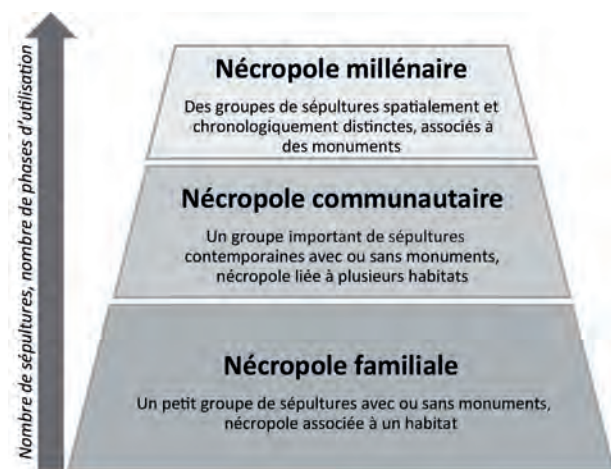 Nombre de sépultures, nombre de phases d'utilisation
Nécropole millénaire
Des groupes de sépultures spatialement et
chronologiquement distinctes, associés à
des monuments
Nécropole communautaire
Un groupe important de sépultures
contemporaines avec ou sans monuments,
nécropole liée à plusieurs habitats
Nécropole familiale
Un petit groupe de sépultures avec ou sans monuments,
nécropole associée à un habitat